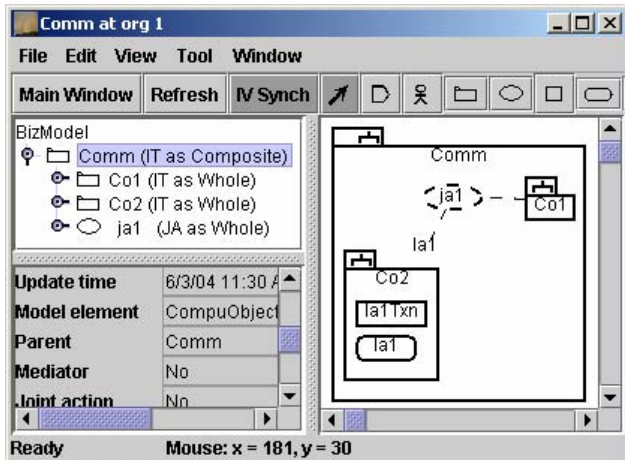 Comm at org 1
File Edit View Tool Window
Main Window Refresh IV Synch
BizModel
Comm (IT as Composite)
Co1 (IT as Whole)
Co2 (IT as Whole)
ja1 (JA as Whole)
Update time 6/3/04 11:30 A
Model element CompuObject
Parent Comm
Mediator No
Joint action No
Comm
ja1
Co1
la1
Co2
la1Txn
la1
Ready Mouse: x = 181, y = 30